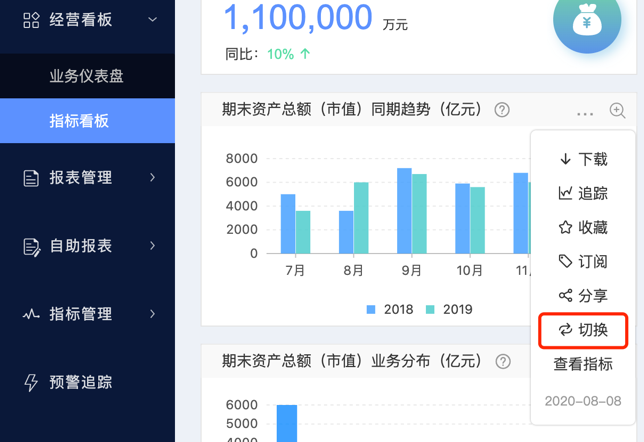 经营看板
业务仪表盘
指标看板
报表管理
自助报表
指标管理
预警追踪
1,100,000 万元
同比：10% ↑
期末资产总额（市值）同期趋势（亿元） ?
...
8000
6000
4000
2000
0
7月 8月 9月 10月 11
2018 2019
下载
追踪
收藏
订阅
分享
切换
查看指标
2020-08-08
期末资产总额（市值）业务分布（亿元） ?
6000
5000
4000